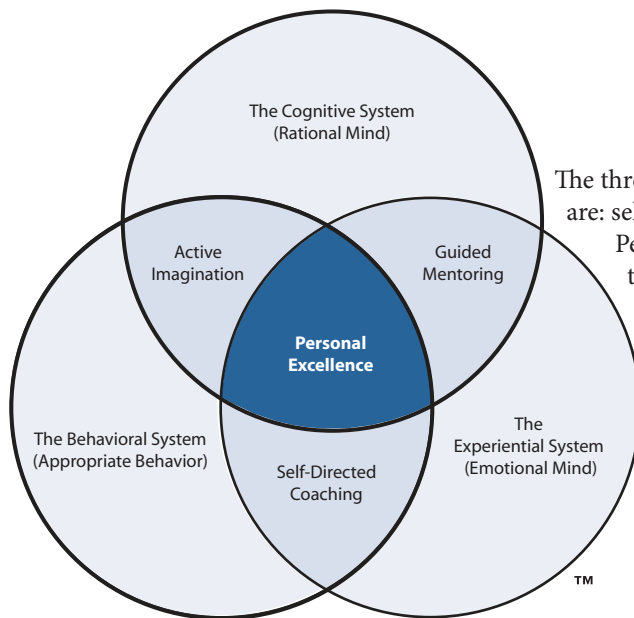 The Cognitive System
(Rational Mind)
The thre
are: sel
Pe
t
Active
Imagination
Guided
Mentoring
Personal
Excellence
The Behavioral System
(Appropriate Behavior)
The
Experiential System
(Emotional Mind)
Self-Directed
Coaching
TM